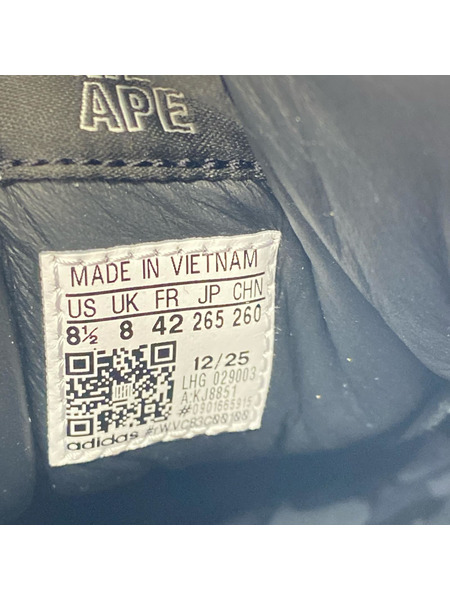 APE
MADE IN VIETNAM
US UK FR JP CHN
8½ 8 42 265 260
12/25
LHG 029003
A:KJ8851
adidas